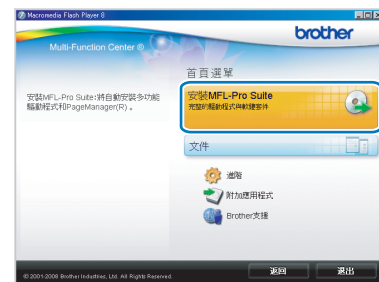 Macromedia Flash Player 8
brother
Multi-Function Center ®
首頁選單
安裝MFL-Pro Suite:將自動安裝多功能
驅動程式和PageManager(R)。
安裝MFL-Pro Suite
完整的驅動程式與軟體套件
文件
進階
附加應用程式
Brother支援
© 2001-2008 Brother Industries, Ltd. All Rights Reserved.
返回
退出